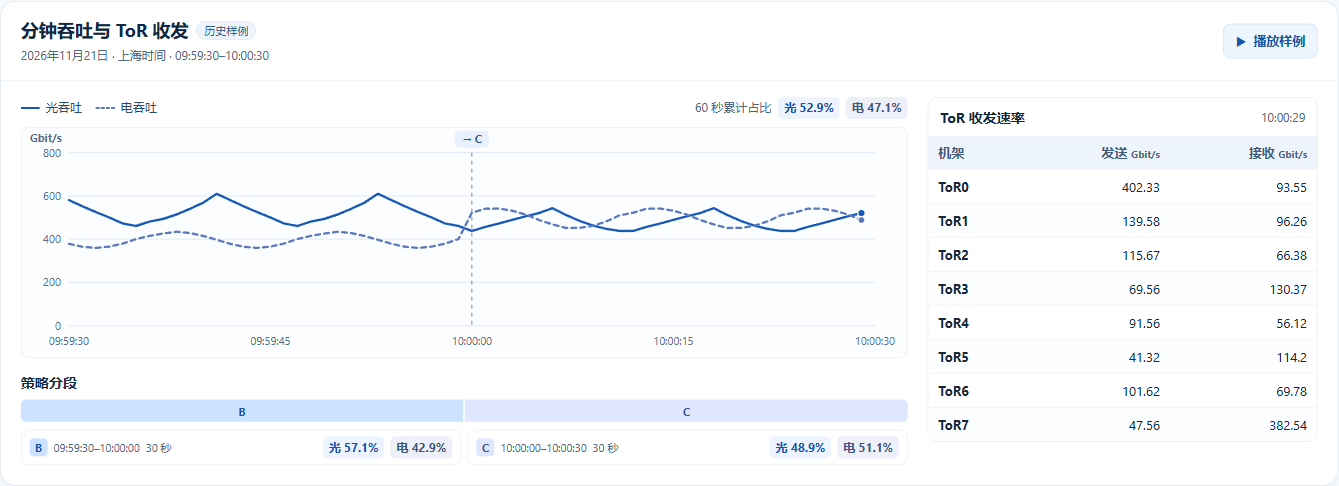 分钟吞吐与 ToR 收发 历史样例
2026年11月21日 · 上海时间 · 09:59:30–10:00:30
▶ 播放样例
光吞吐 电吞吐
60 秒累计占比 光 52.9% 电 47.1%
Gbit/s
→ C
800
600
400
200
0
09:59:30 09:59:45 10:00:00 10:00:15 10:00:30
策略分段
B C
B 09:59:30–10:00:00 30 秒 光 57.1% 电 42.9%
C 10:00:00–10:00:30 30 秒 光 48.9% 电 51.1%
ToR 收发速率 10:00:29
机架 发送 Gbit/s 接收 Gbit/s
ToR0 402.33 93.55
ToR1 139.58 96.26
ToR2 115.67 66.38
ToR3 69.56 130.37
ToR4 91.56 56.12
ToR5 41.32 114.2
ToR6 101.62 69.78
ToR7 47.56 382.54